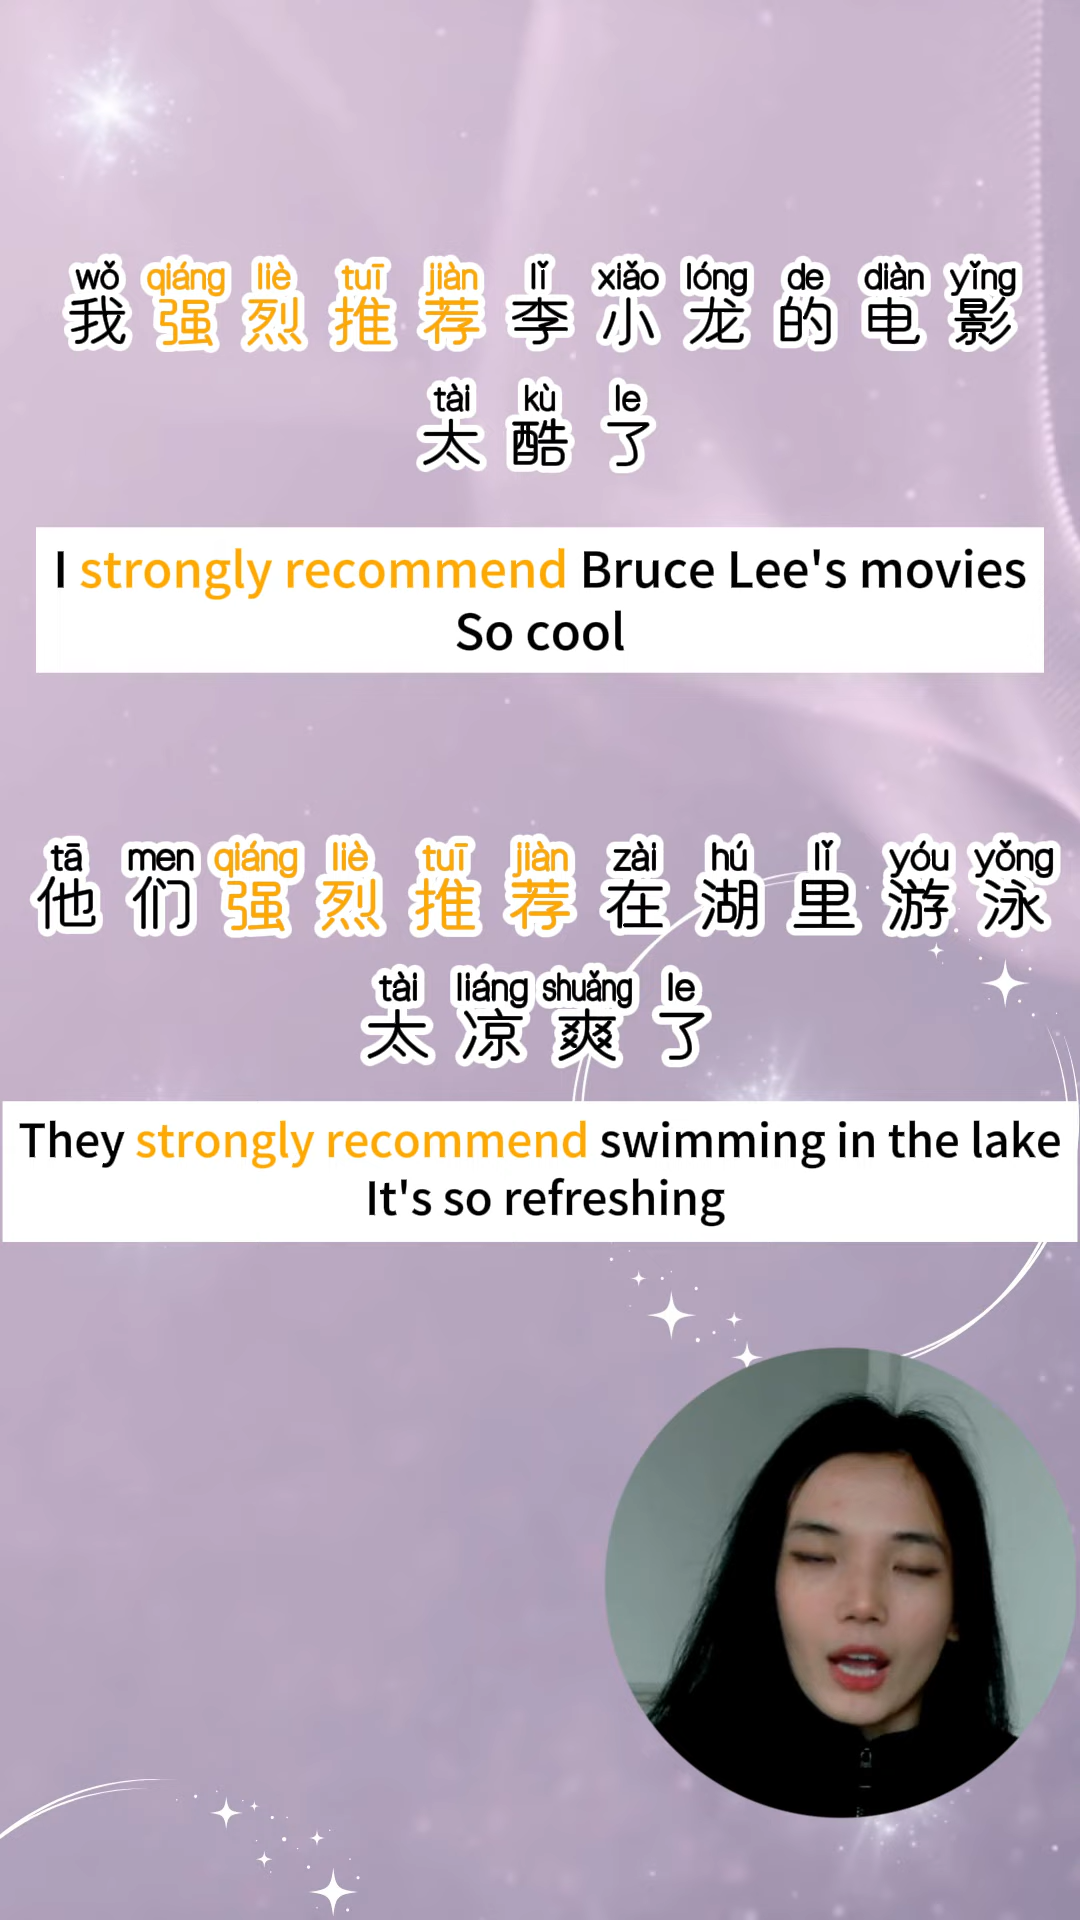 wǒ qiáng liè tuī jiàn lǐ xiǎo lóng de diàn yǐng
我强烈推荐李小龙的电影
tài kù le
太酷了
I strongly recommend Bruce Lee's movies
So cool
tā men qiáng liè tuī jiàn zài hú lǐ yóu yǒng
他们强烈推荐在湖里游泳
tài liáng shuǎng le
太凉爽了
They strongly recommend swimming in the lake
It's so refreshing